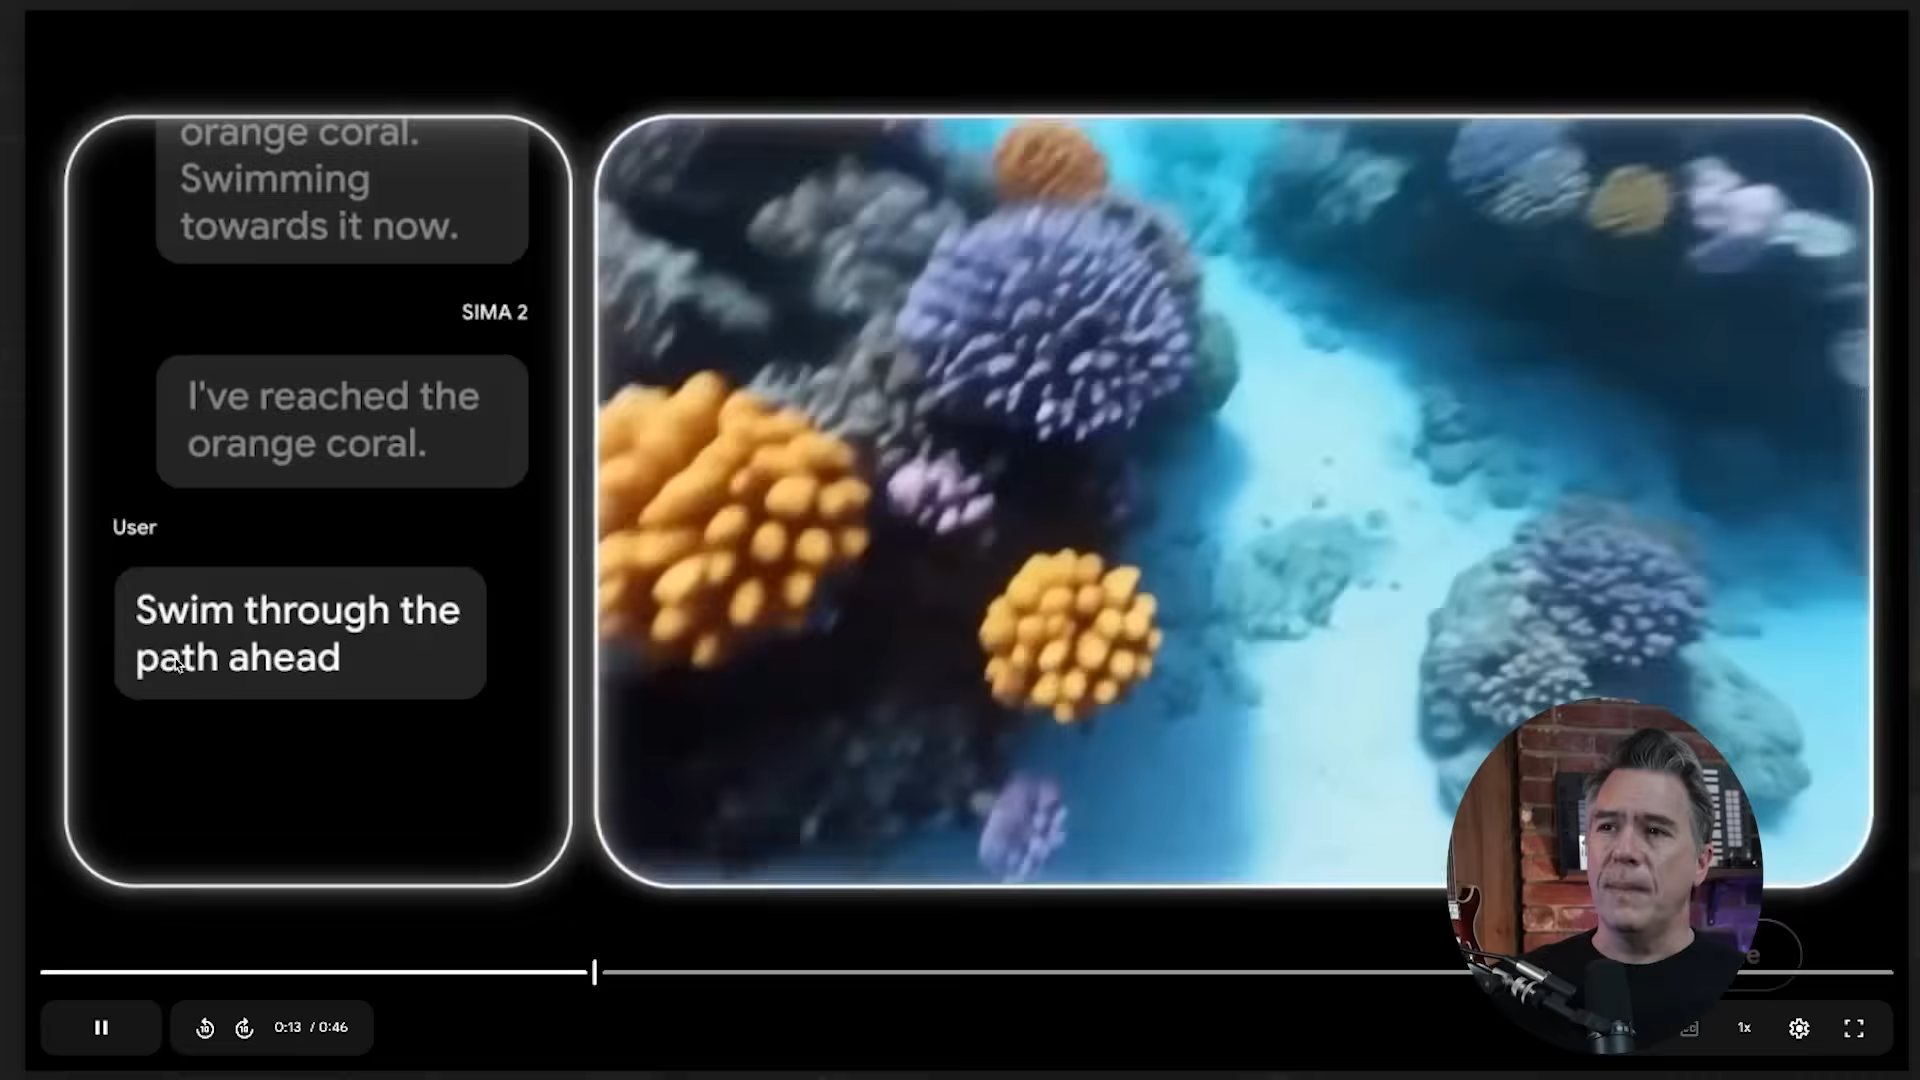 orange coral.
Swimming
towards it now.
SIMA 2
I've reached the
orange coral.
User
Swim through the
path ahead
0:13 / 0:46
1x